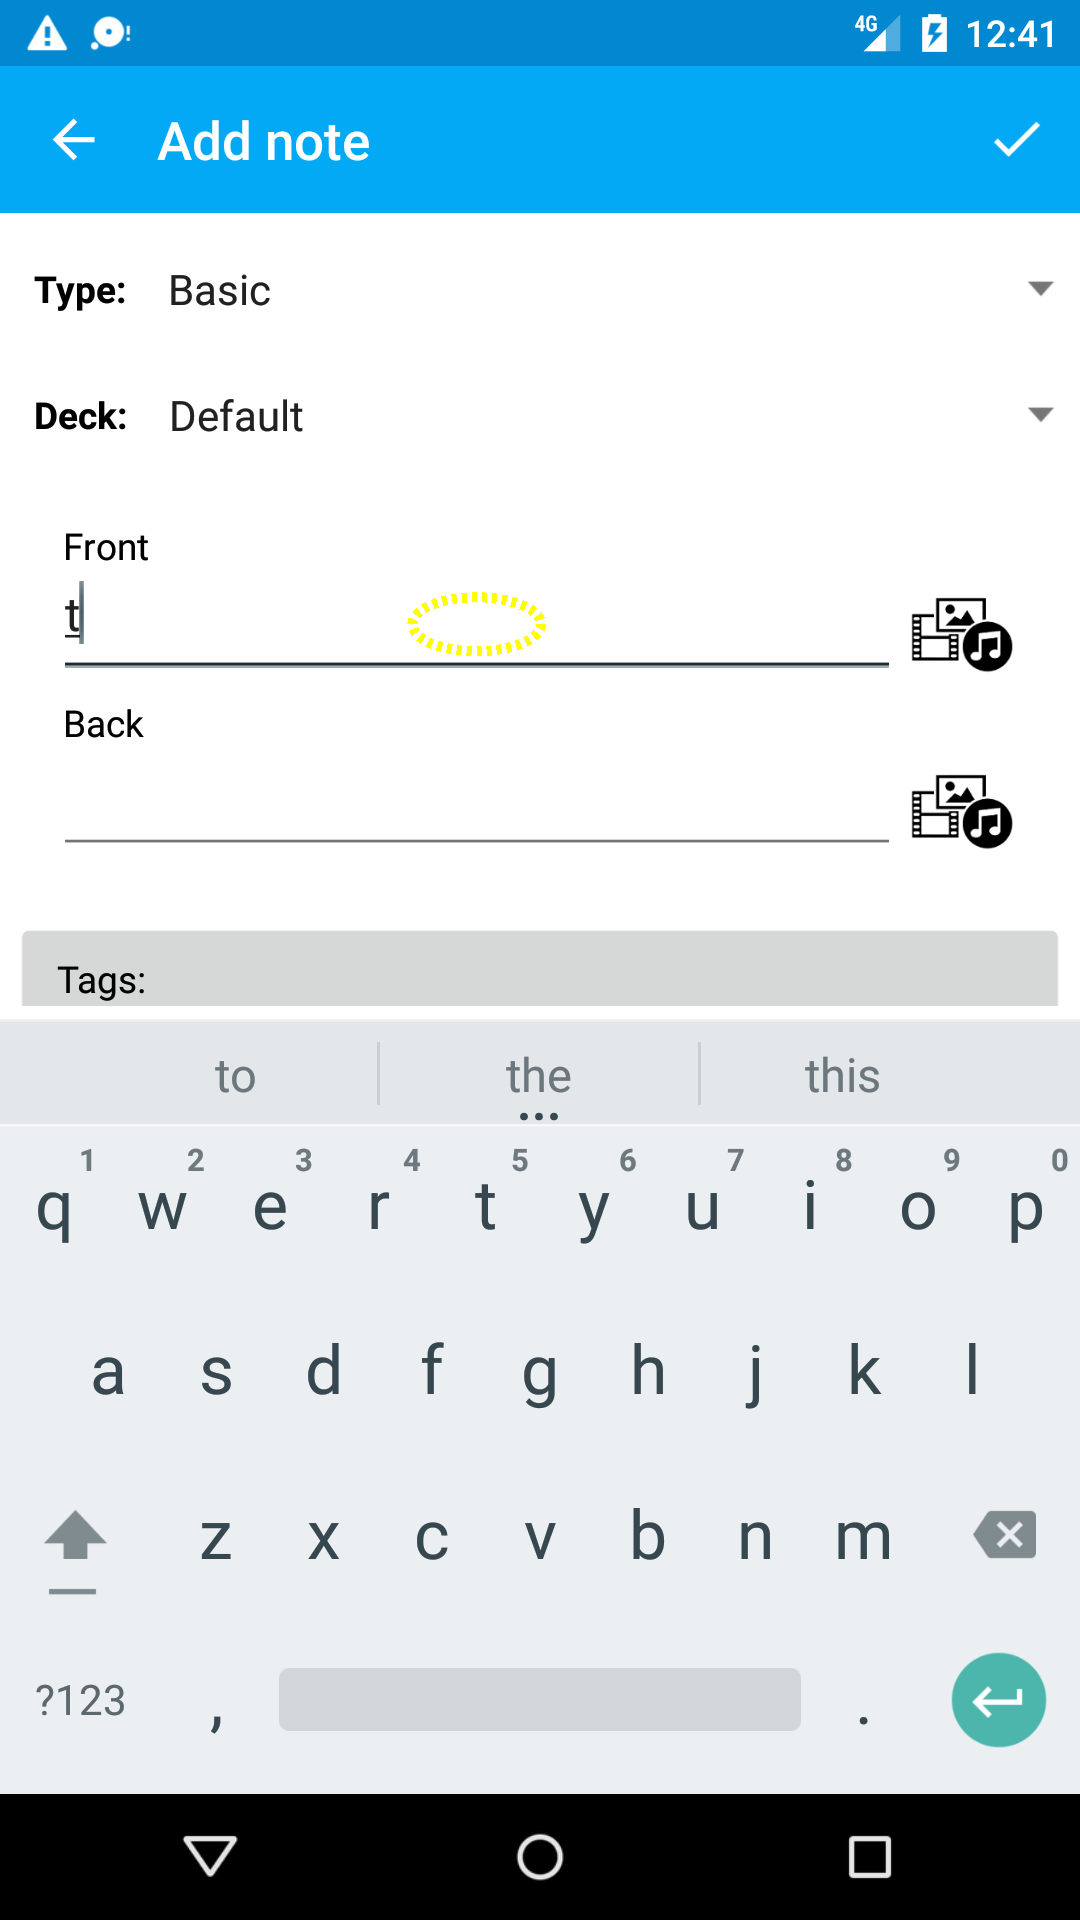 4G 12:41
Add note
Type: Basic
Deck: Default
Front
t
Back
Tags:
to the this
1 2 3 4 5 6 7 8 9 0
q w e r t y u i o p
a s d f g h j k l
z x c v b n m
?123 , .